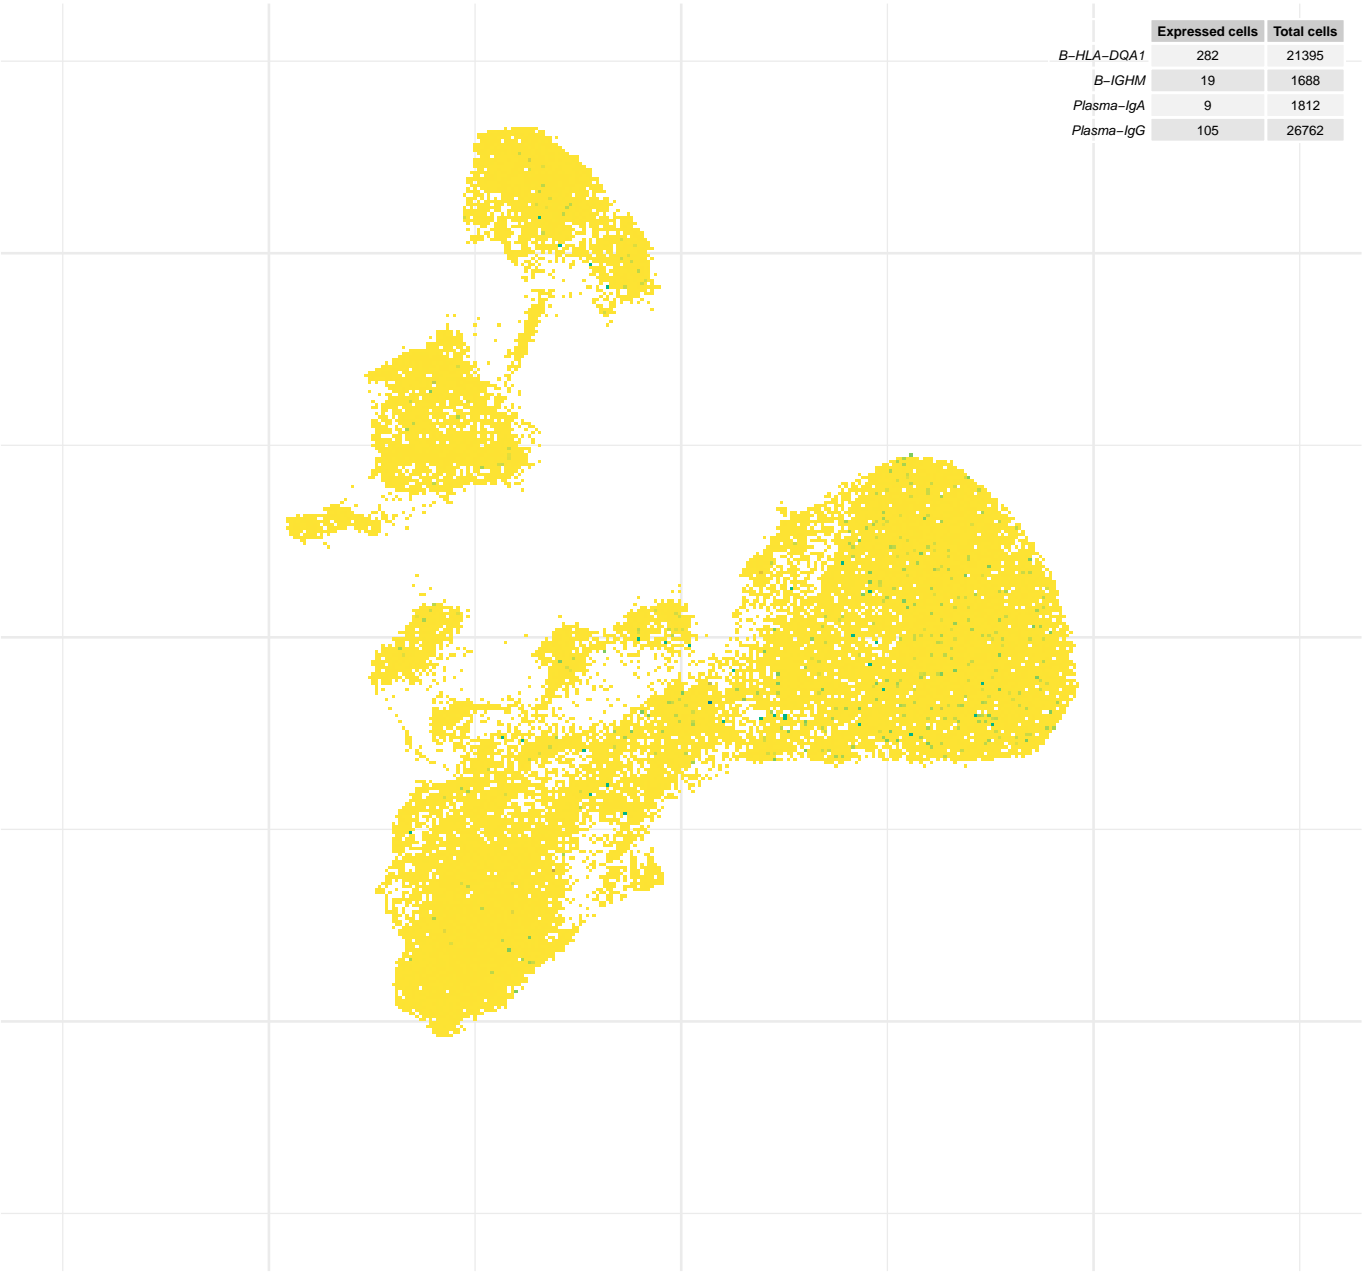 Expressed cells Total cells
B−HLA−DQA1 282 21395
B−IGHM 19 1688
Plasma−IgA 9 1812
Plasma−IgG 105 26762